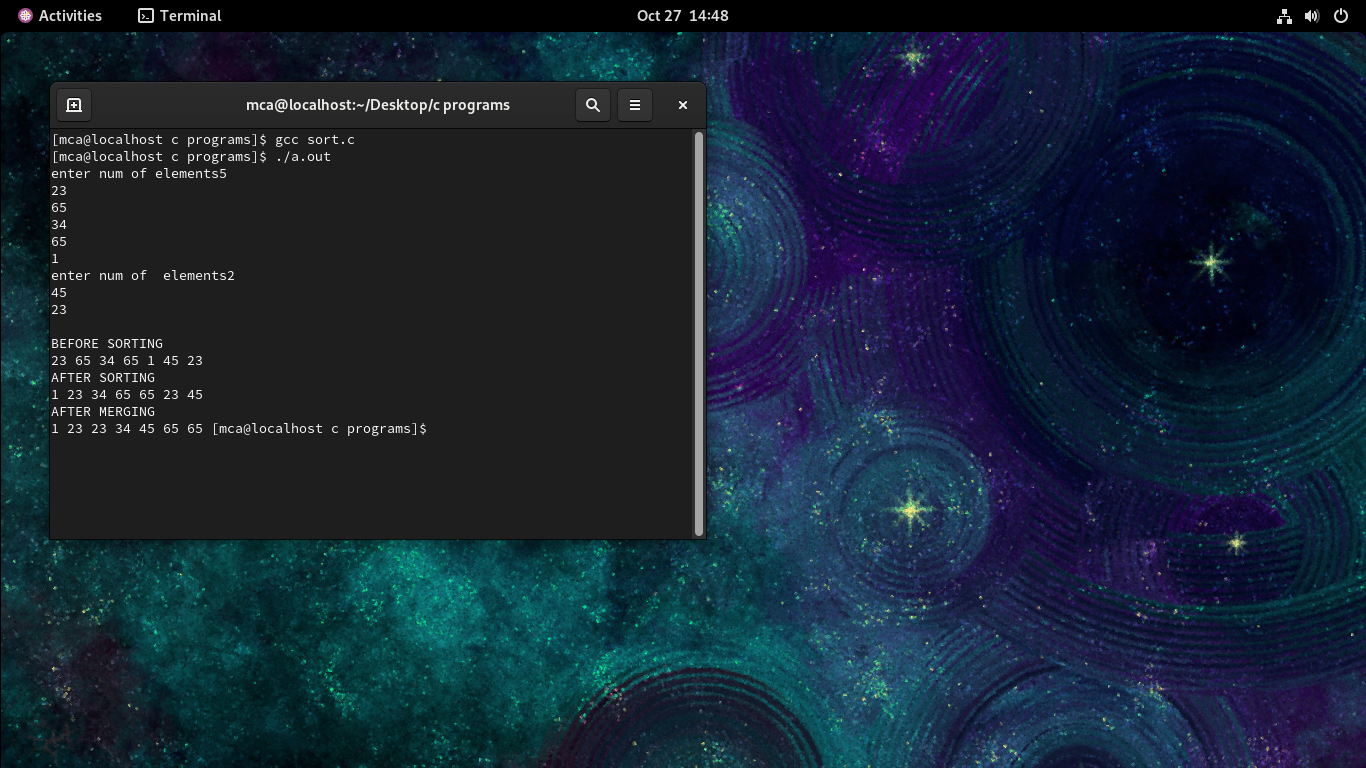 Activities Terminal Oct 27 14:48
mca@localhost:~/Desktop/c programs
[mca@localhost c programs]$ gcc sort.c
[mca@localhost c programs]$ ./a.out
enter num of elements5
23
65
34
65
1
enter num of  elements2
45
23

BEFORE SORTING
23 65 34 65 1 45 23
AFTER SORTING
1 23 34 65 65 23 45
AFTER MERGING
1 23 23 34 45 65 65 [mca@localhost c programs]$